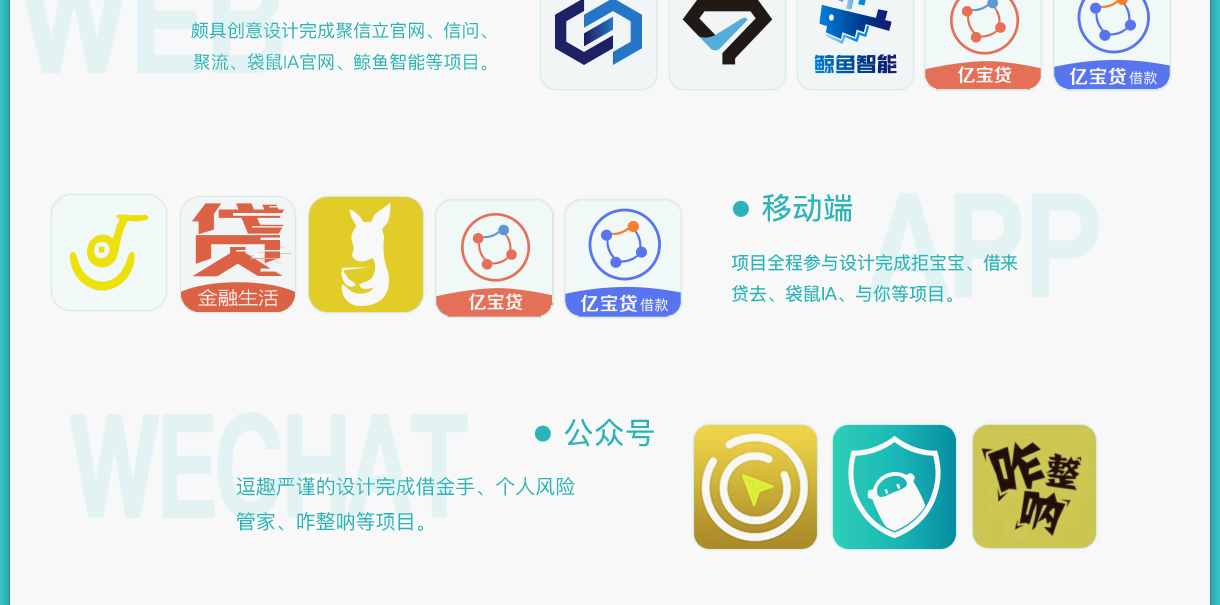 WEB
颇具创意设计完成聚信立官网、信问、
聚流、袋鼠IA官网、鲸鱼智能等项目。
鲸鱼智能
亿宝贷
亿宝贷借款
贷
金融生活
亿宝贷
亿宝贷借款
APP
移动端
项目全程参与设计完成拒宝宝、借来
贷去、袋鼠IA、与你等项目。
WECHAT
公众号
逗趣严谨的设计完成借金手、个人风险
管家、咋整呐等项目。
咋整
呐